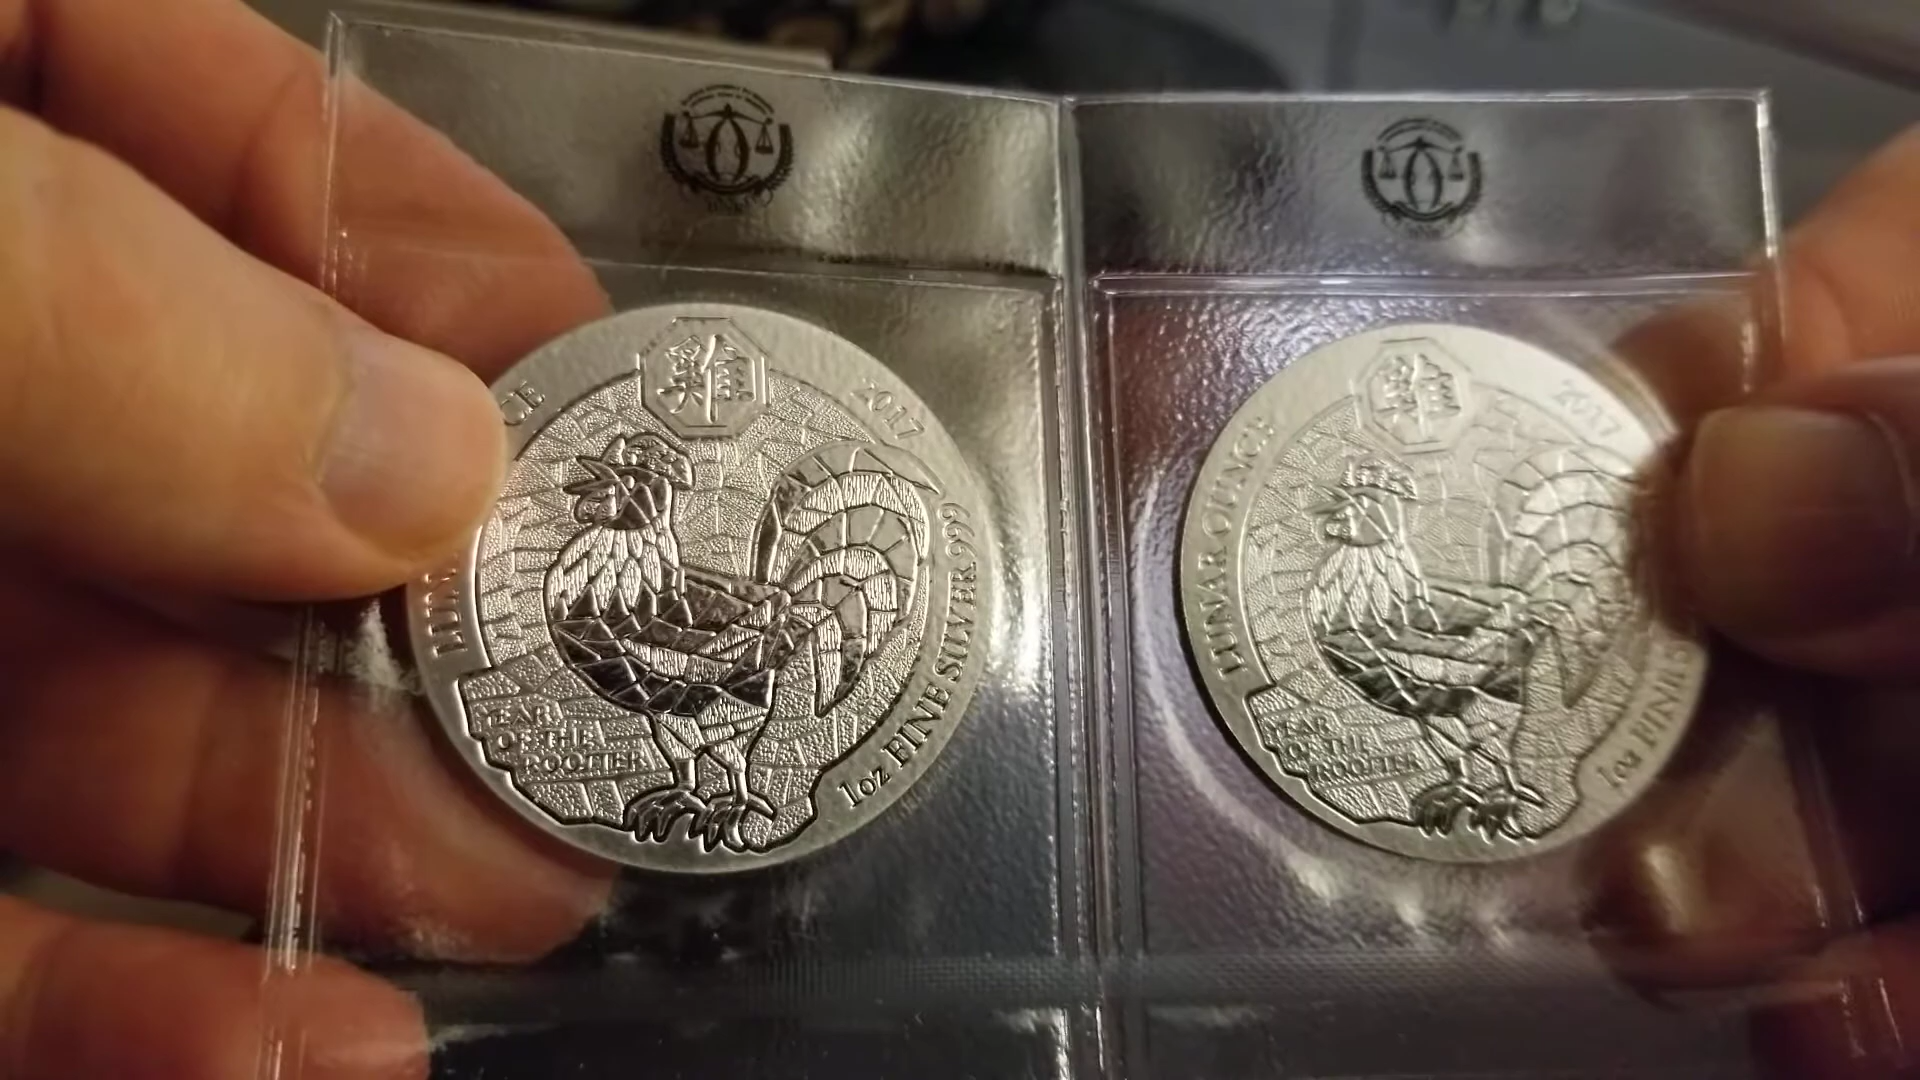 雞
LUNAR OUNCE
2017
1oz FINE SILVER 999
YEAR
OF THE
ROOSTER
雞
LUNAR OUNCE
2017
1oz FINE
YEAR
OF THE
ROOSTER